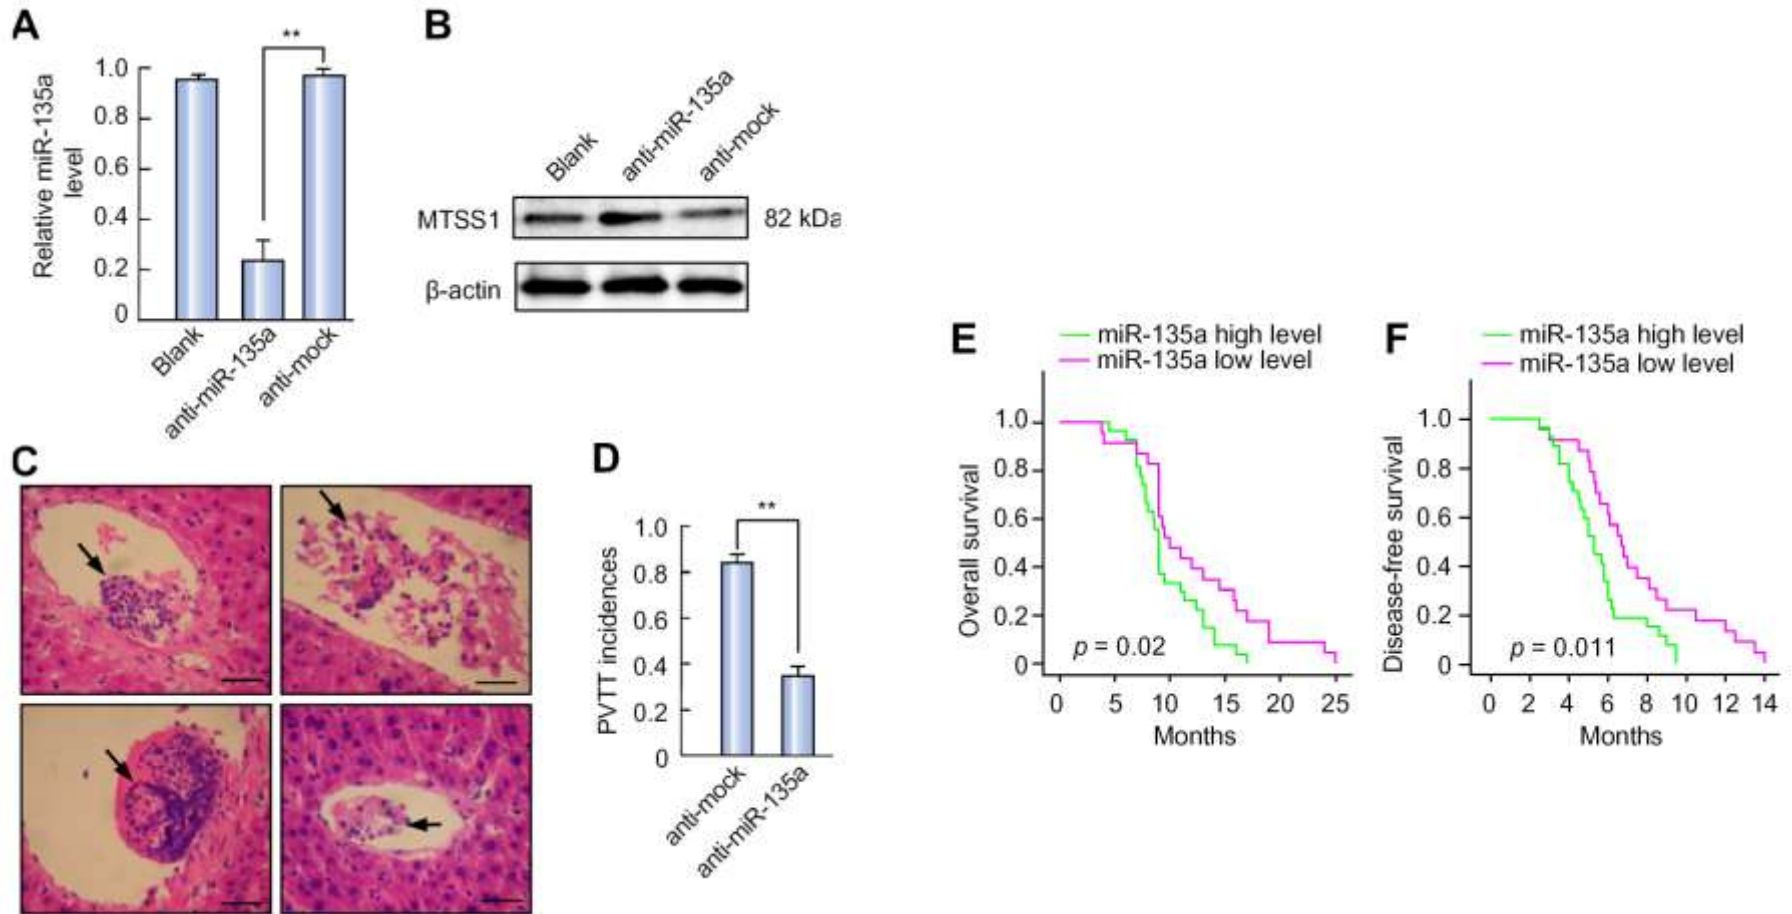 A
**
Relative miR-135a
level
1.0
0.8
0.6
0.4
0.2
0
Blank
anti-miR-135a
anti-mock
B
Blank
anti-miR-135a
anti-mock
MTSS1
82 kDa
β-actin
C
D
**
PVTT incidences
1.0
0.8
0.6
0.4
0.2
0
anti-mock
anti-miR-135a
E
miR-135a high level
miR-135a low level
Overall survival
1.0
0.8
0.6
0.4
0.2
0
p = 0.02
0 5 10 15 20 25
Months
F
miR-135a high level
miR-135a low level
Disease-free survival
1.0
0.8
0.6
0.4
0.2
0
p = 0.011
0 2 4 6 8 10 12 14
Months